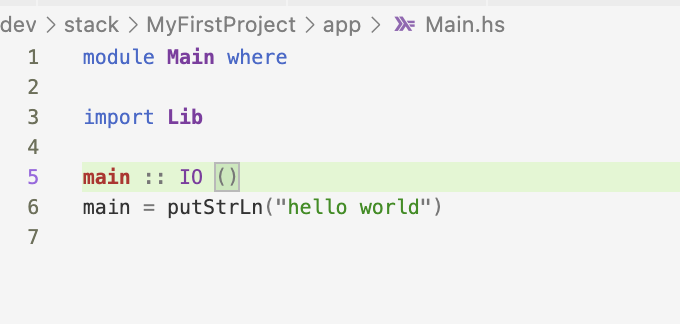 dev > stack > MyFirstProject > app > Main.hs
1 module Main where
2
3 import Lib
4
5 main :: IO ()
6 main = putStrLn("hello world")
7